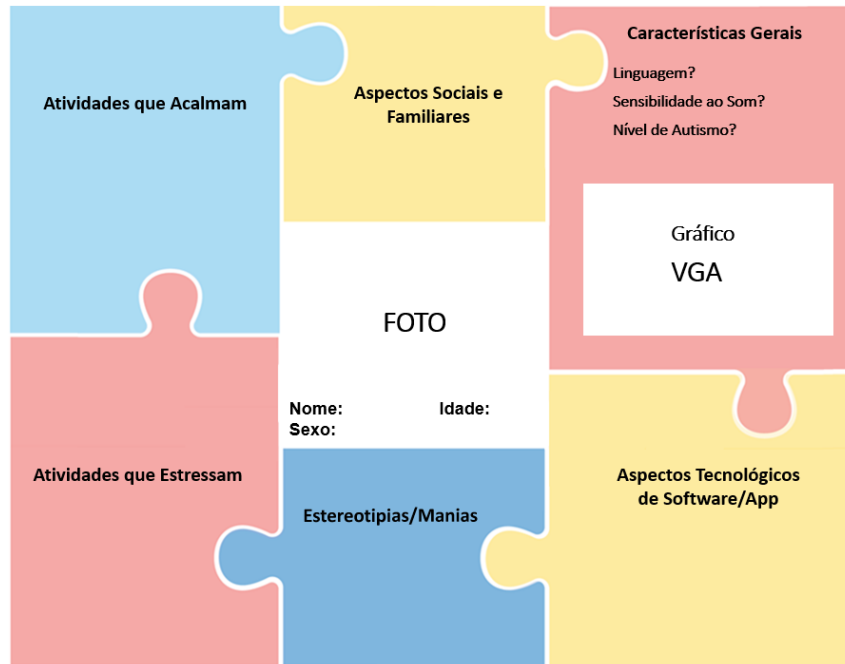 Atividades que Acalmam
Aspectos Sociais e
Familiares
Características Gerais
Linguagem?
Sensibilidade ao Som?
Nível de Autismo?
Gráfico
VGA
FOTO
Nome: Idade:
Sexo:
Atividades que Estressam
Estereotipias/Manias
Aspectos Tecnológicos
de Software/App